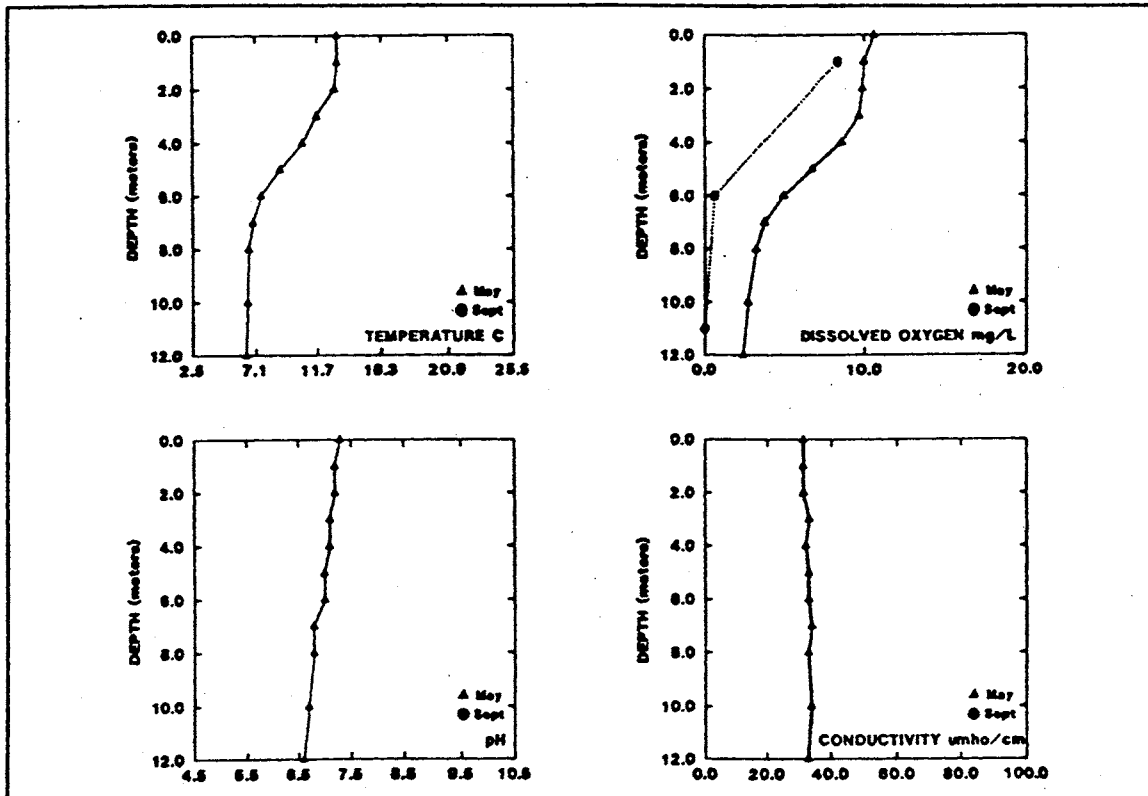 0.0
2.0
4.0
6.0
8.0
10.0
12.0
DEPTH (meters)
▲ May
● Sept
TEMPERATURE C
2.5 7.1 11.7 16.3 20.9 25.5
0.0
2.0
4.0
6.0
8.0
10.0
12.0
DEPTH (meters)
▲ May
● Sept
DISSOLVED OXYGEN mg/L
0.0 10.0 20.0
0.0
2.0
4.0
6.0
8.0
10.0
12.0
DEPTH (meters)
▲ May
● Sept
pH
4.5 5.5 6.5 7.5 8.5 9.5 10.5
0.0
2.0
4.0
6.0
8.0
10.0
12.0
DEPTH (meters)
▲ May
● Sept
CONDUCTIVITY umho/cm
0.0 20.0 40.0 60.0 80.0 100.0